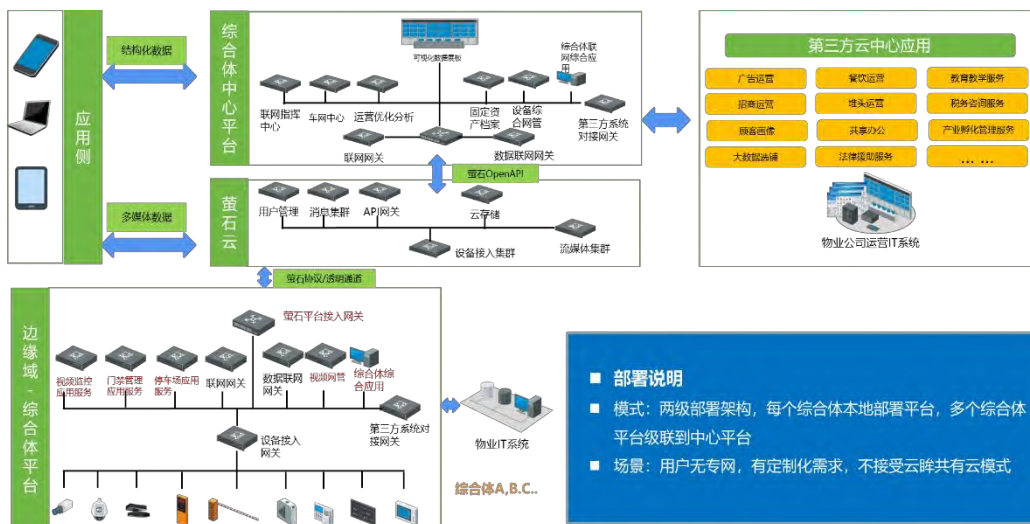 应用侧
结构化数据
多媒体数据
综合体中心平台
可视化数据展板
综合体联
网综合应
用
联网指挥
中心
车网中心
运营优化分析
固定资
产档案
设备综
合网管
第三方系统
对接网关
联网网关
数据联网网关
萤石OpenAPI
萤石云
用户管理
消息集群
API网关
云存储
设备接入集群
流媒体集群
萤石协议/透明通道
第三方云中心应用
广告运营
餐饮运营
教育教学服务
招商运营
堆头运营
税务咨询服务
顾客画像
共享办公
产业孵化管理服务
大数据选铺
法律援助服务
... ...
物业公司运营IT系统
边缘域-综合体平台
萤石平台接入网关
视频监控
应用服务
门禁管理
应用服务
停车场应用
服务
联网网关
数据联网
网关
视频网管
综合体综
合应用
第三方系统对
接网关
设备接入
网关
物业IT系统
综合体A,B.C..
■ 部署说明
■ 模式：两级部署架构，每个综合体本地部署平台，多个综合体
平台级联到中心平台
■ 场景：用户无专网，有定制化需求，不接受云眸共有云模式